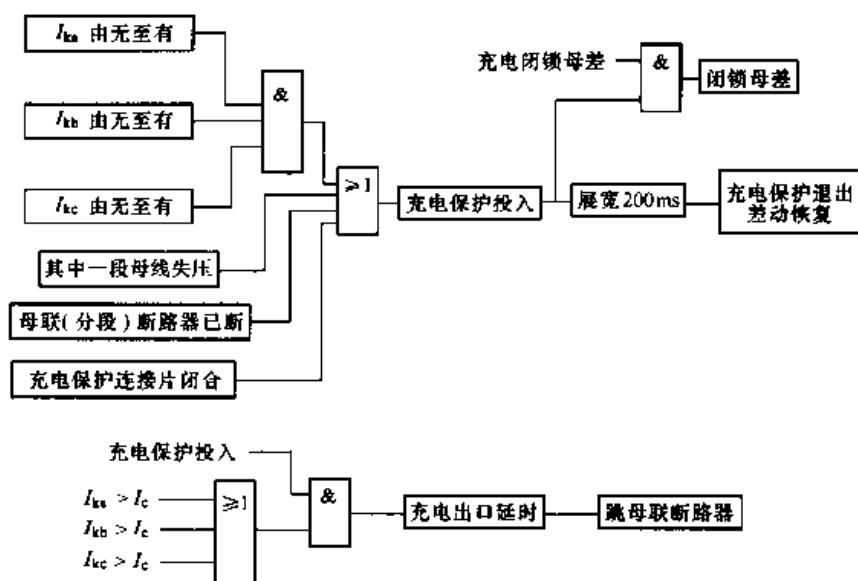 Ika 由无至有
Ikb 由无至有
Ikc 由无至有
&
≥1
其中一段母线失压
母联(分段)断路器已断
充电保护连接片闭合
充电保护投入
充电闭锁母差
&
闭锁母差
展宽200ms
充电保护退出
差动恢复
充电保护投入
Ika > Ic
Ikb > Ic
Ikc > Ic
≥1
&
充电出口延时
跳母联断路器